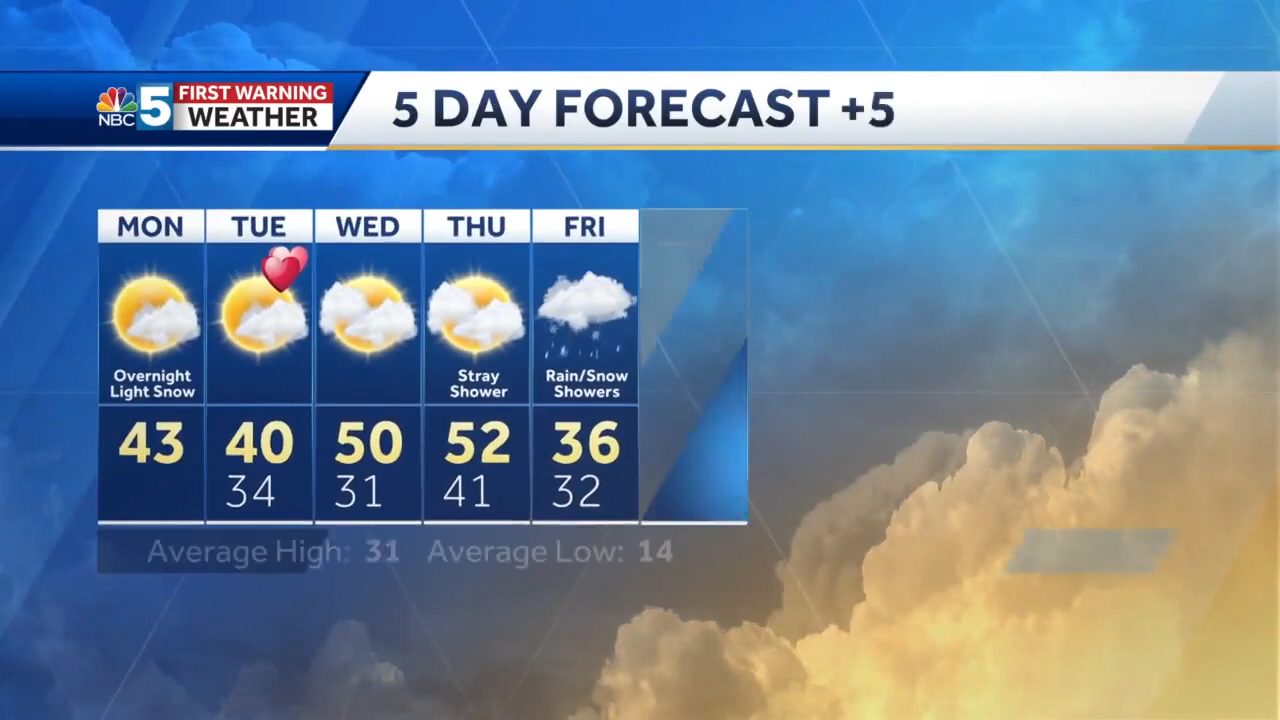 NBC 5 FIRST WARNING WEATHER
5 DAY FORECAST +5
MON TUE WED THU FRI
Overnight Light Snow
Stray Shower
Rain/Snow Showers
43 40 50 52 36
34 31 41 32
Average High: 31 Average Low: 14